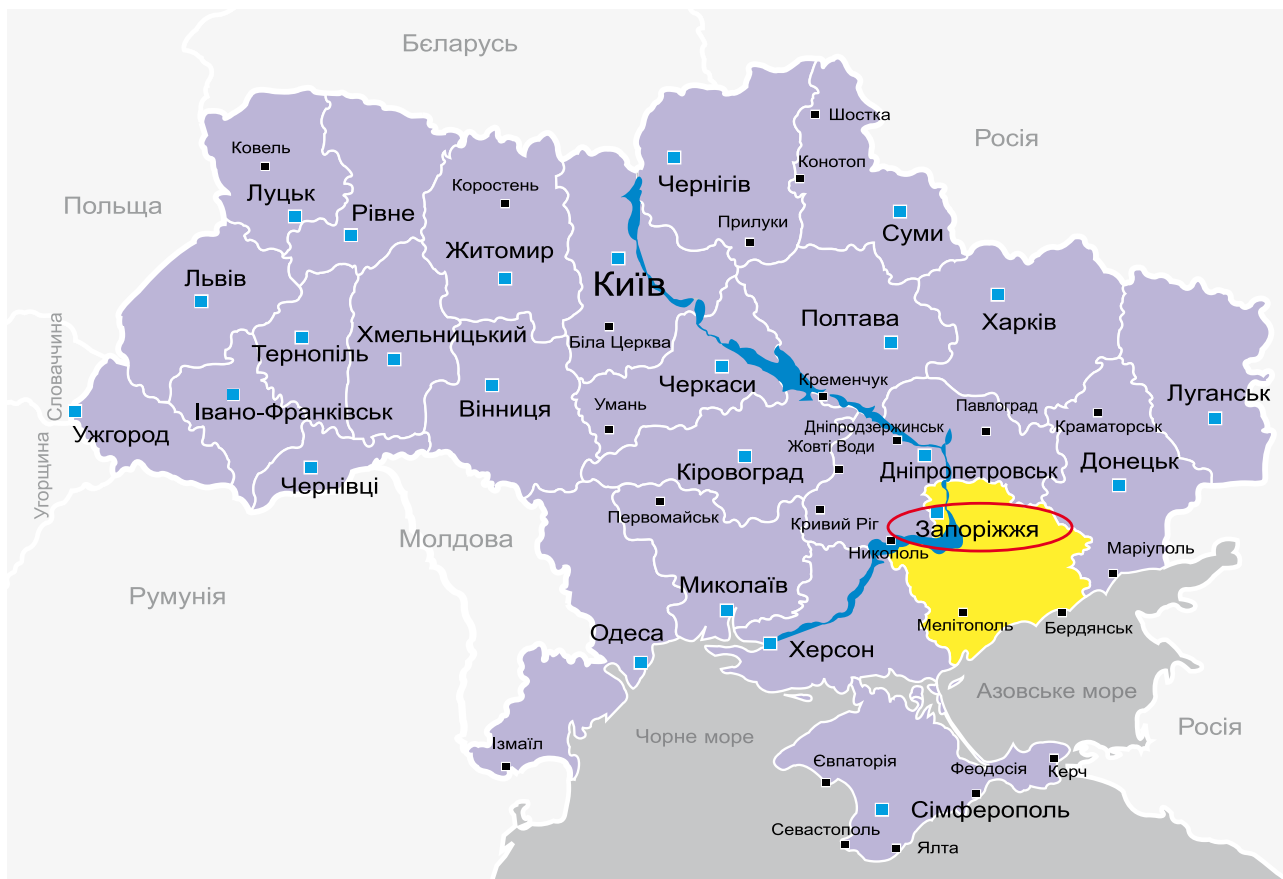 Бєларусь
Шостка
Росія
Ковель
Конотоп
Луцьк
Коростень
Чернігів
Польща
Рівне
Прилуки
Суми
Житомир
Львів
Київ
Полтава
Харків
Хмельницький
Біла Церква
Тернопіль
Словаччина
Черкаси
Кременчук
Луганськ
Івано-Франківськ
Вінниця
Умань
Павлоград
Краматорськ
Ужгород
Дніпродзержинськ
Жовті Води
Кіровоград
Дніпропетровськ
Донецьк
Угорщина
Чернівці
Первомайськ
Кривий Ріг
Запоріжжя
Молдова
Никополь
Маріуполь
Румунія
Миколаїв
Мелітополь
Бердянськ
Одеса
Херсон
Азовське море
Росія
Чорне море
Ізмаїл
Євпаторія
Феодосія
Керч
Сімферополь
Севастополь
Ялта